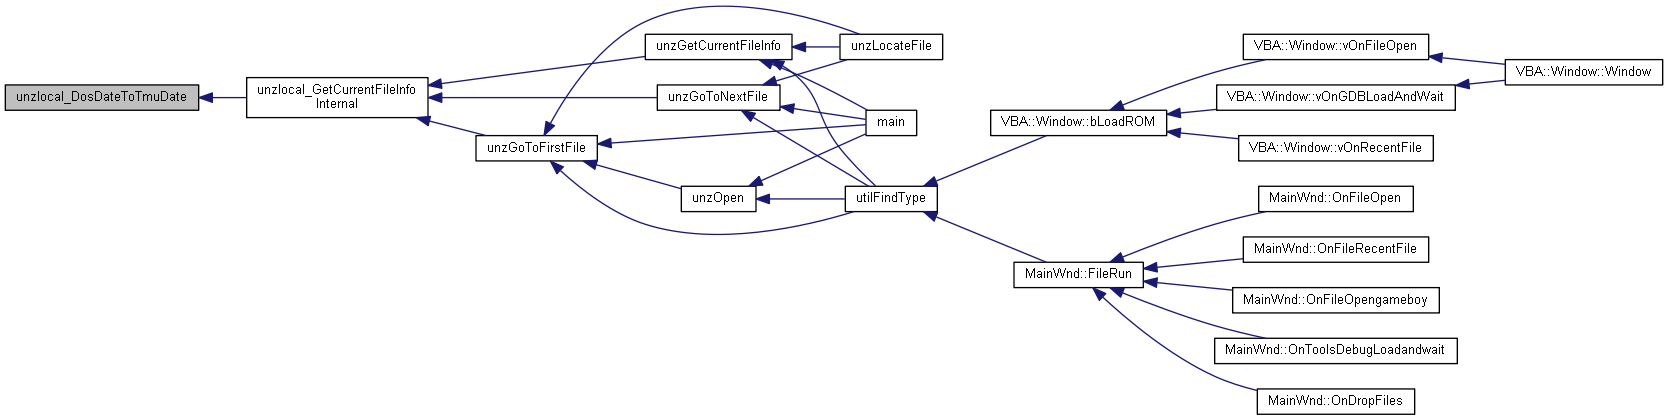 unzlocal_DosDateToTmuDate
unzlocal_GetCurrentFileInfo
Internal
unzGetCurrentFileInfo
unzGoToNextFile
unzGoToFirstFile
unzOpen
unzLocateFile
main
utilFindType
VBA::Window::bLoadROM
MainWnd::FileRun
VBA::Window::vOnFileOpen
VBA::Window::vOnGDBLoadAndWait
VBA::Window::vOnRecentFile
VBA::Window::Window
MainWnd::OnFileOpen
MainWnd::OnFileRecentFile
MainWnd::OnFileOpengameboy
MainWnd::OnToolsDebugLoadandwait
MainWnd::OnDropFiles